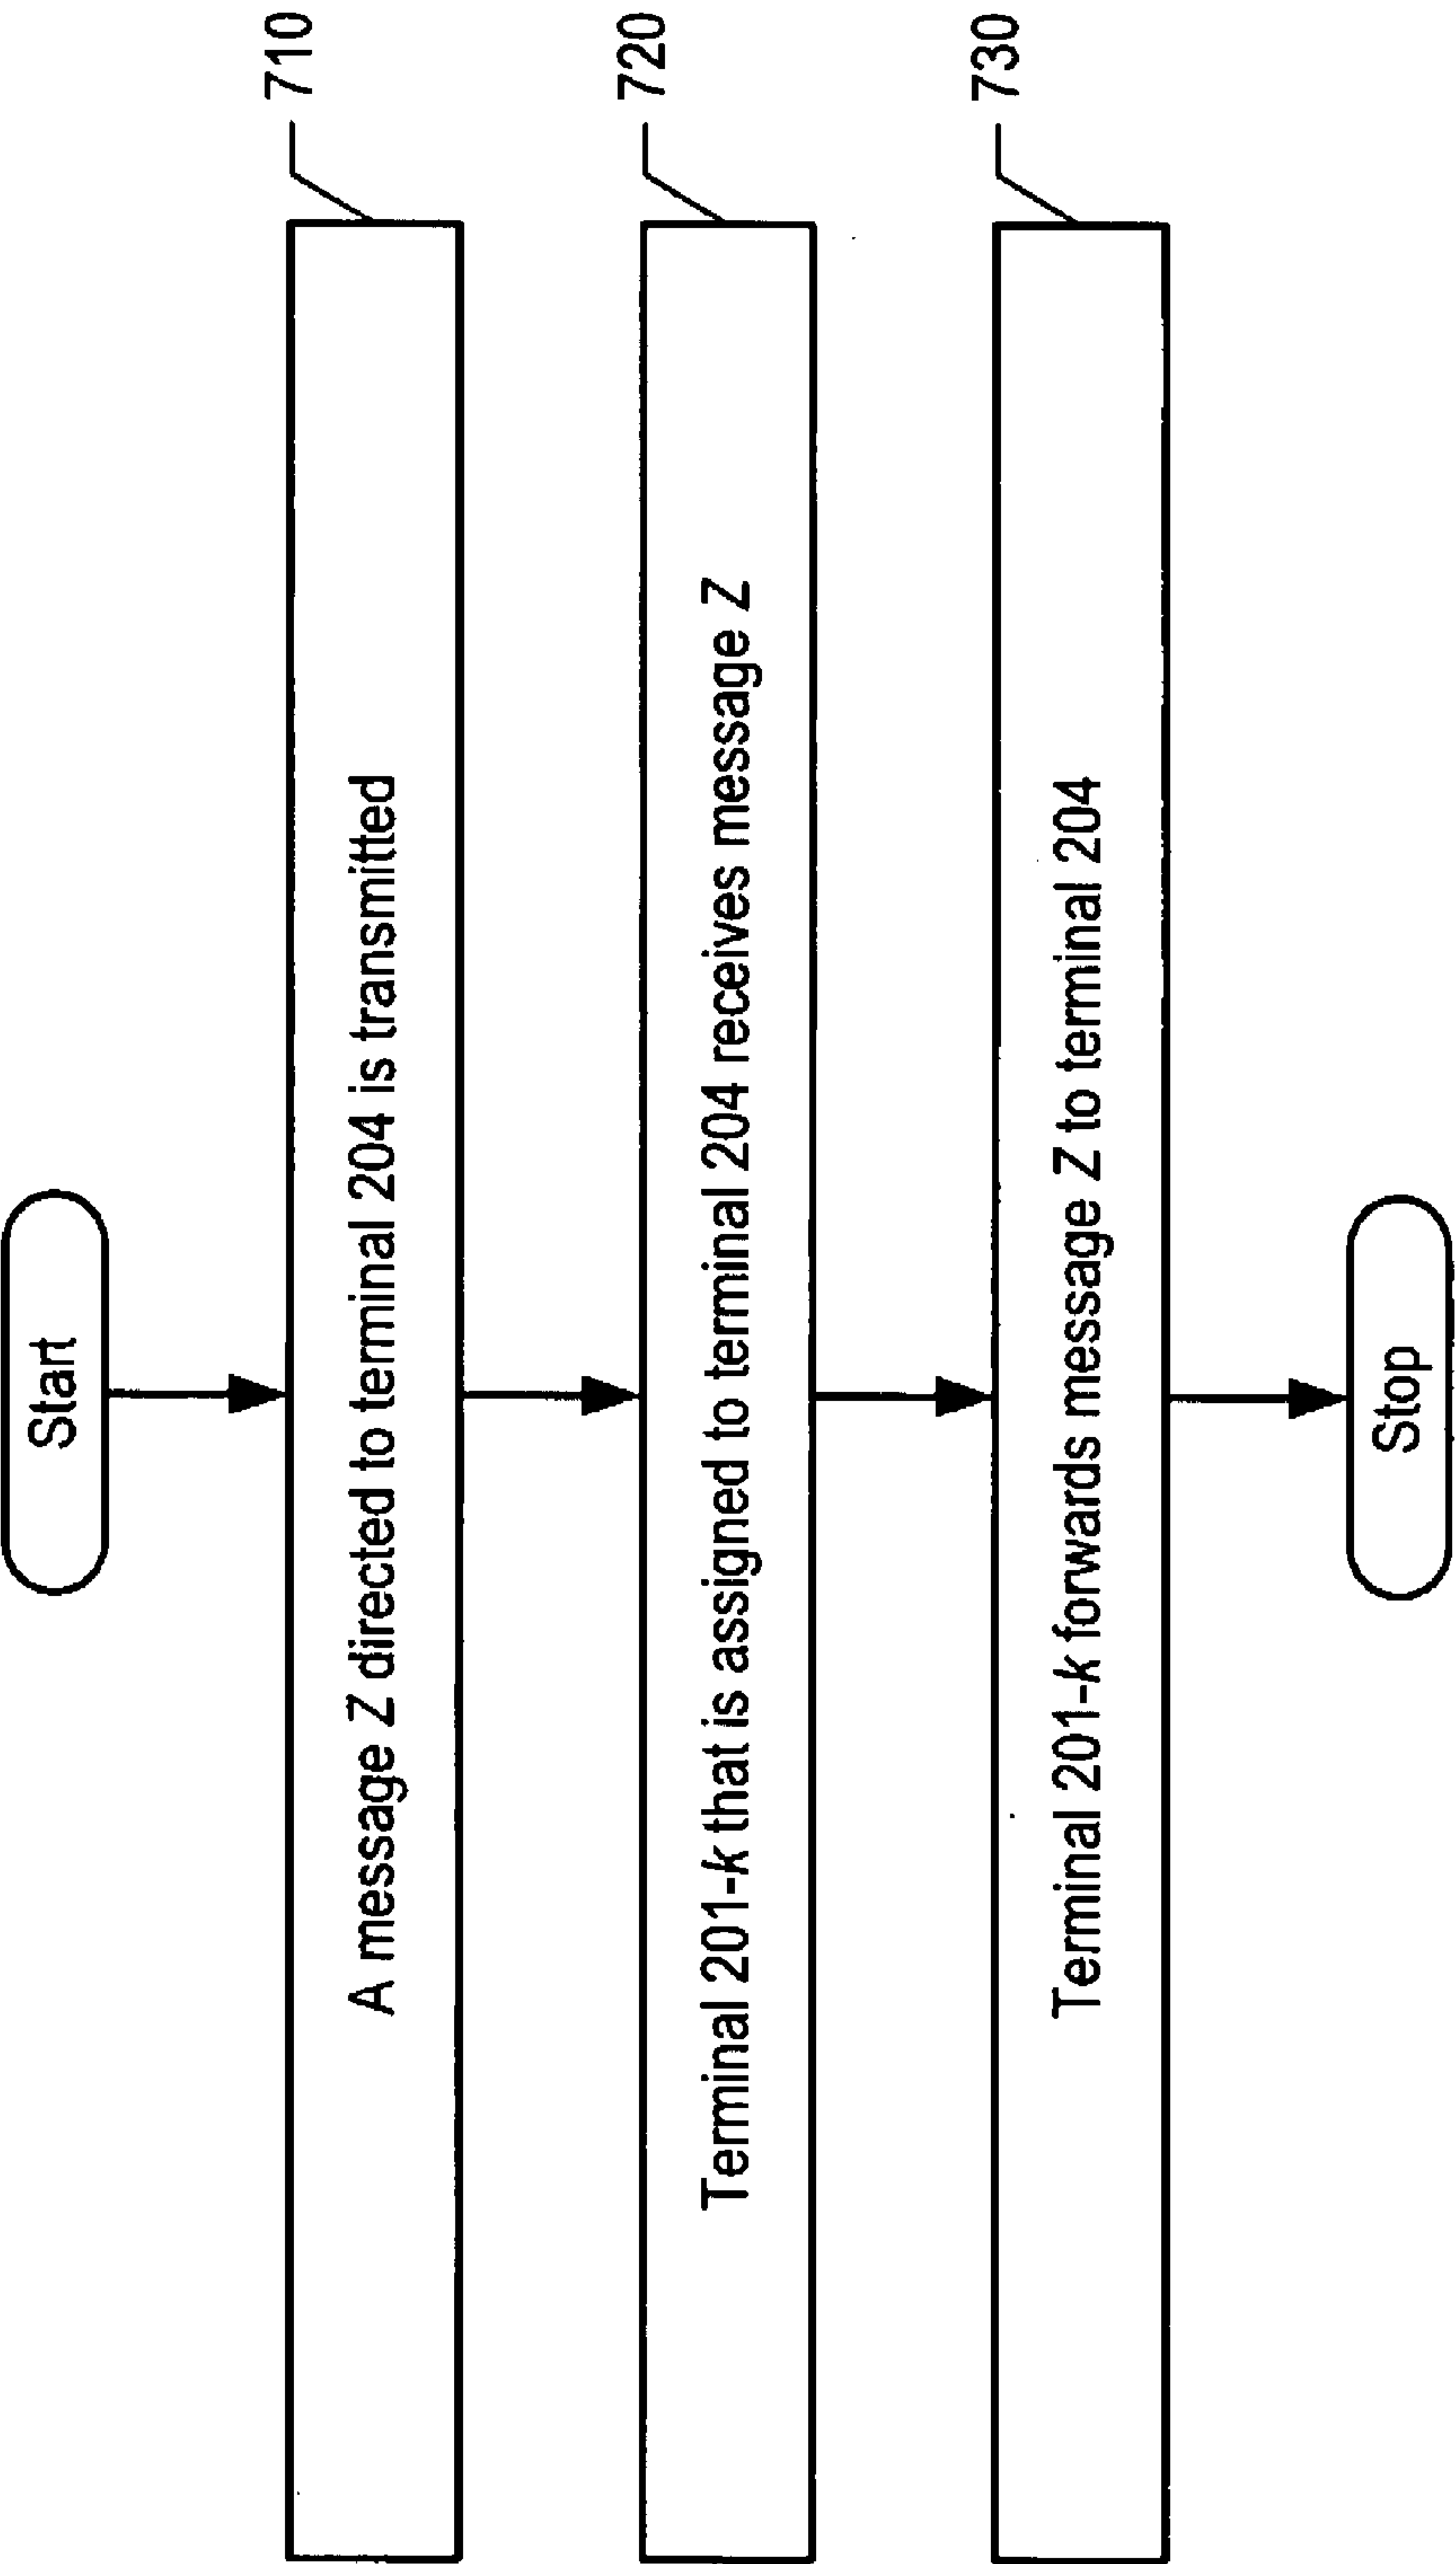 Start
A message Z directed to terminal 204 is transmitted
710
Terminal 201-k that is assigned to terminal 204 receives message Z
720
Terminal 201-k forwards message Z to terminal 204
730
Stop